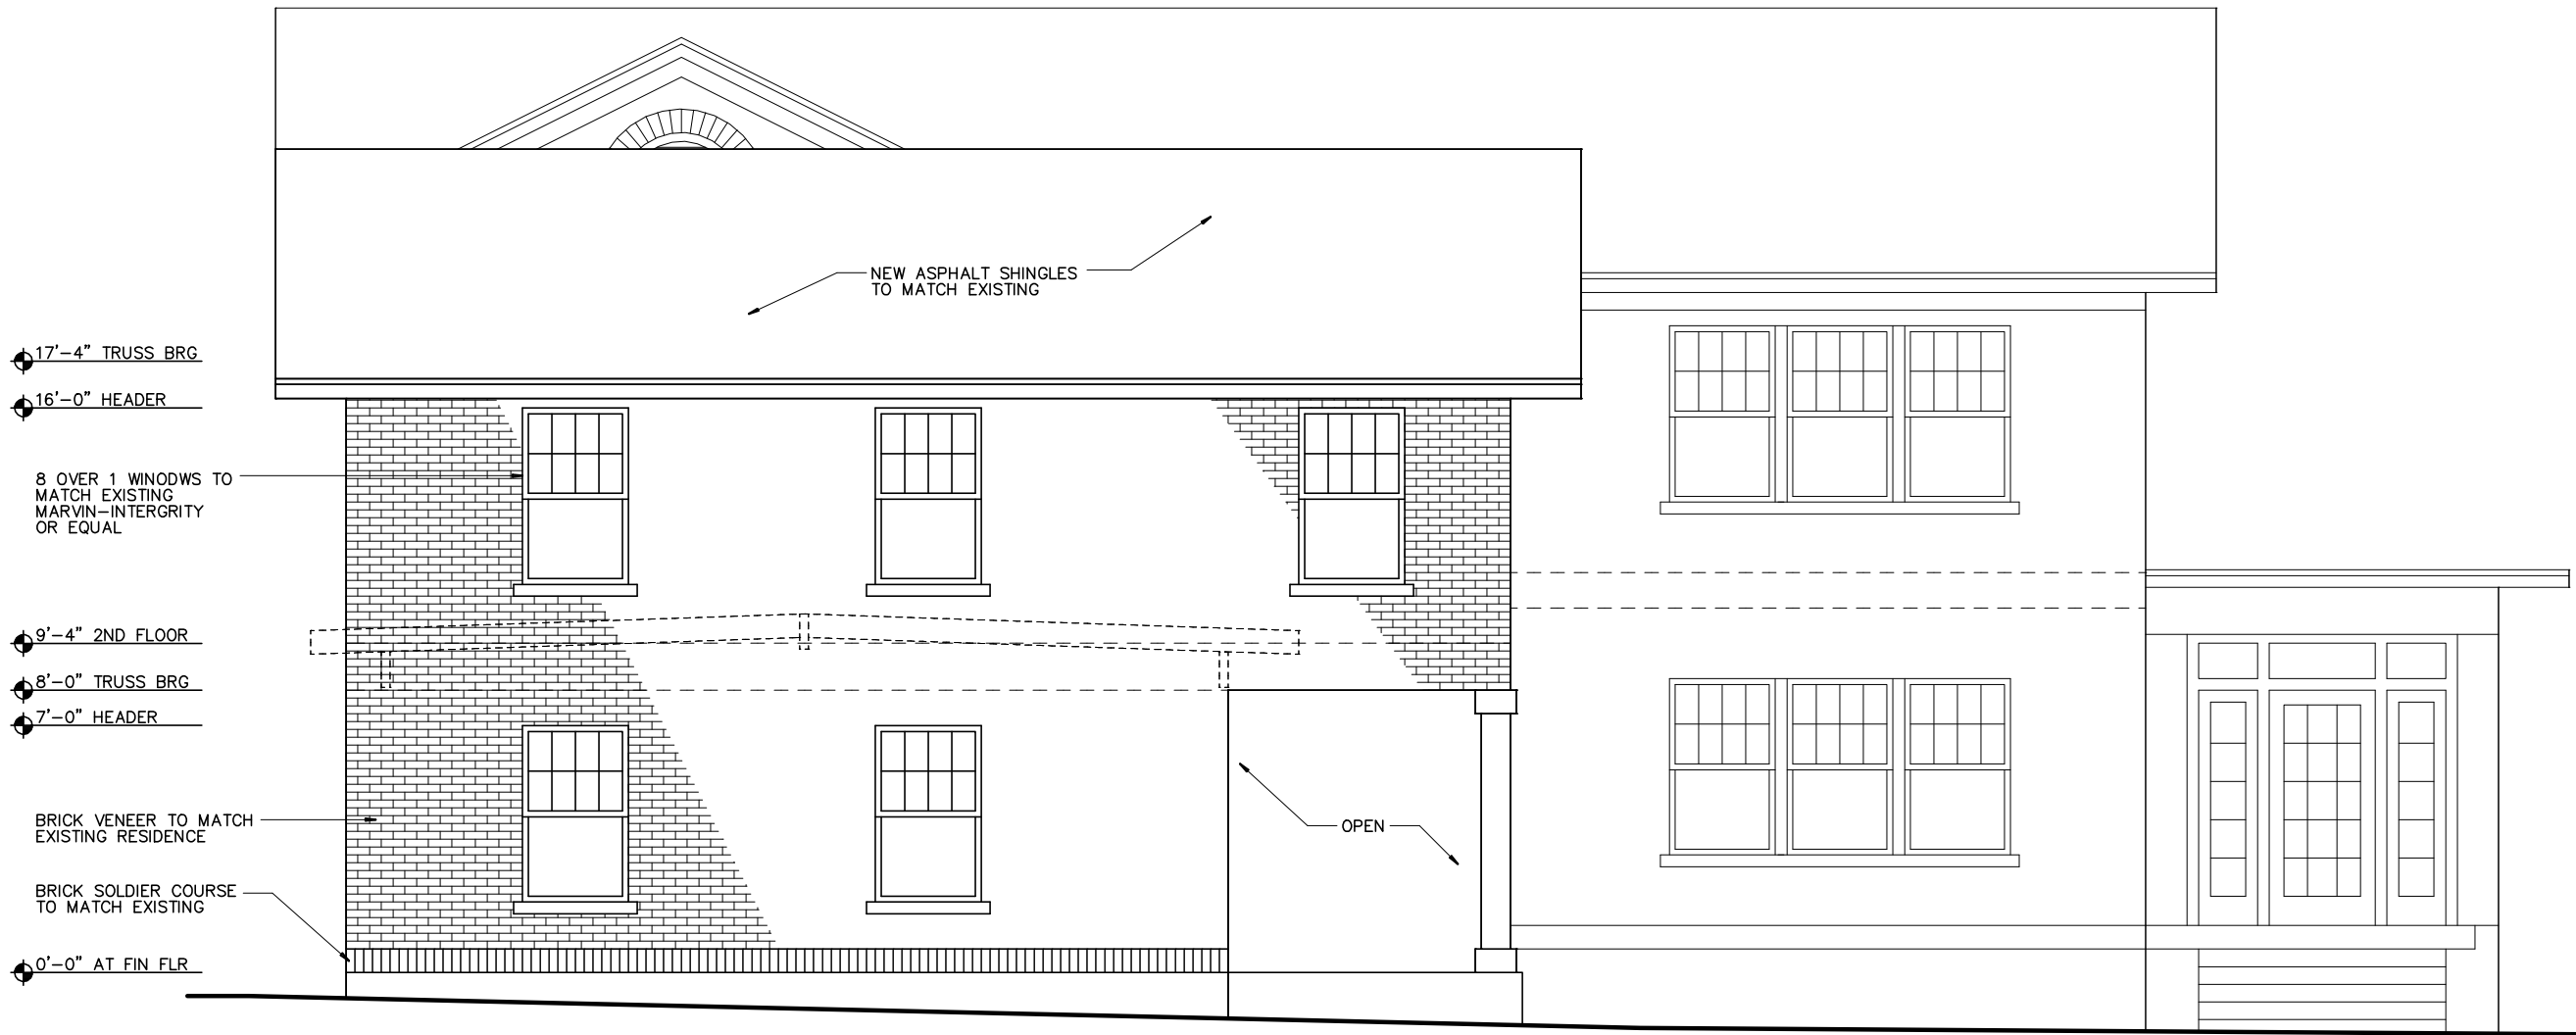 NEW ASPHALT SHINGLES
TO MATCH EXISTING
17'-4" TRUSS BRG
16'-0" HEADER
8 OVER 1 WINODWS TO
MATCH EXISTING
MARVIN-INTERGRITY
OR EQUAL
9'-4" 2ND FLOOR
8'-0" TRUSS BRG
7'-0" HEADER
BRICK VENEER TO MATCH
EXISTING RESIDENCE
OPEN
BRICK SOLDIER COURSE
TO MATCH EXISTING
0'-0" AT FIN FLR